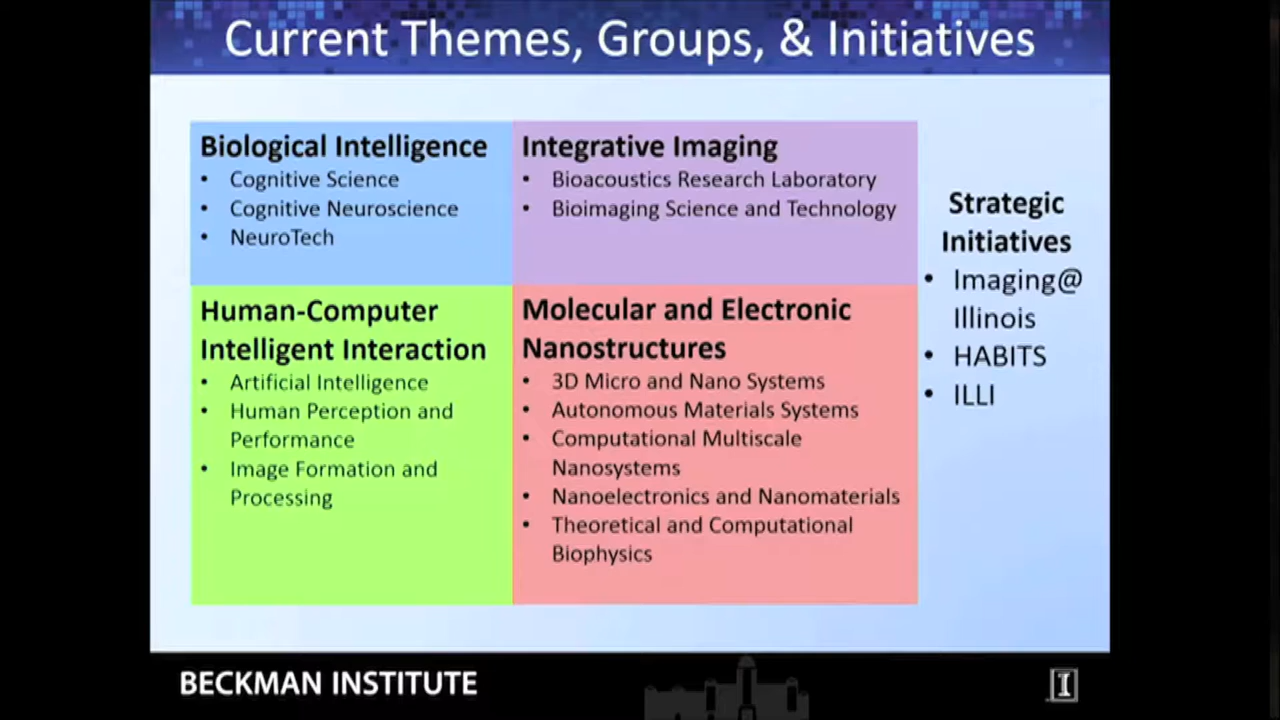 Current Themes, Groups, & Initiatives
Biological Intelligence
• Cognitive Science
• Cognitive Neuroscience
• NeuroTech
Integrative Imaging
• Bioacoustics Research Laboratory
• Bioimaging Science and Technology
Human-Computer
Intelligent Interaction
• Artificial Intelligence
• Human Perception and
Performance
• Image Formation and
Processing
Molecular and Electronic
Nanostructures
• 3D Micro and Nano Systems
• Autonomous Materials Systems
• Computational Multiscale
Nanosystems
• Nanoelectronics and Nanomaterials
• Theoretical and Computational
Biophysics
Strategic
Initiatives
• Imaging@
Illinois
• HABITS
• ILLI
BECKMAN INSTITUTE
I